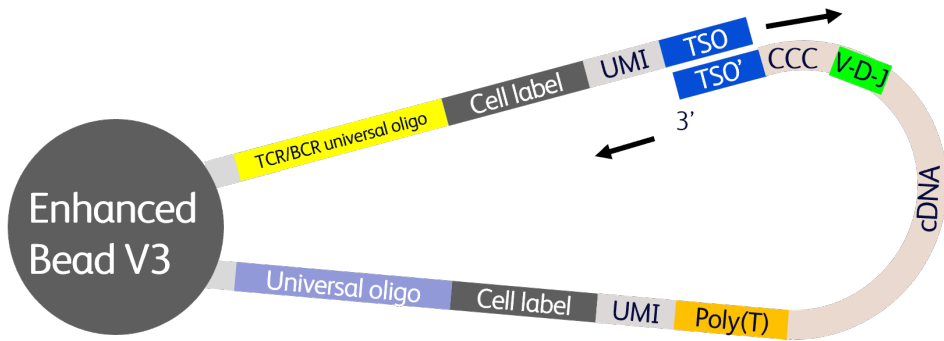 Enhanced
Bead V3
TCR/BCR universal oligo
Cell label
UMI
TSO
TSO’
CCC
V-D-J
3’
cDNA
Universal oligo
Cell label
UMI
Poly(T)